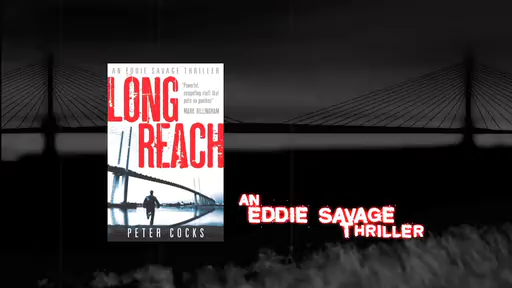 AN EDDIE SAVAGE THRILLER
LONG
REACH
'Powerful,
compelling stuff that
pulls no punches'
MARK BILLINGHAM
PETER COCKS
AN
EDDIE SAVAGE
THRILLER